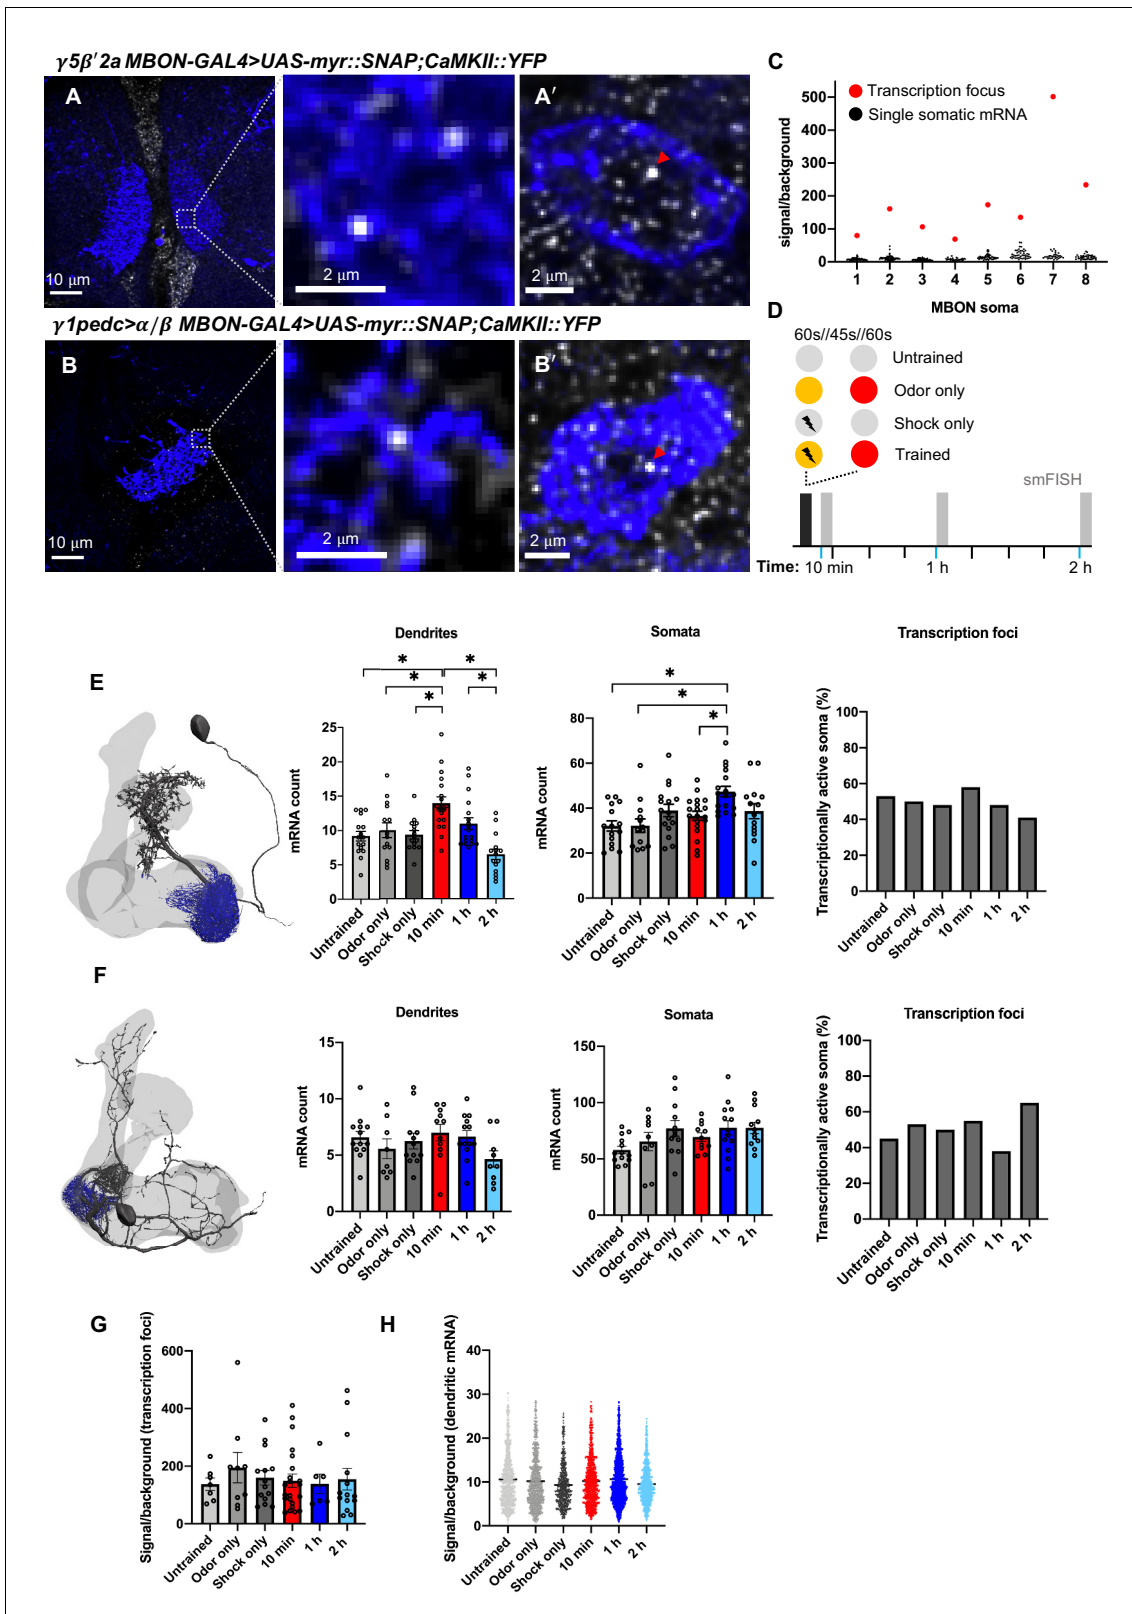 γ5β′2a MBON-GAL4>UAS-myr::SNAP;CaMKII::YFP
A
A′
10 μm
2 μm
2 μm
γ1pedc>α/β MBON-GAL4>UAS-myr::SNAP;CaMKII::YFP
B
B′
10 μm
2 μm
2 μm
C
Transcription focus
Single somatic mRNA
signal/background
500
400
300
200
100
0
1 2 3 4 5 6 7 8
MBON soma
D
60s//45s//60s
Untrained
Odor only
Shock only
Trained
smFISH
Time: 10 min 1 h 2 h
E
Dendrites
* *
* *
*
mRNA count
25
20
15
10
5
0
Untrained
Odor only
Shock only
10 min
1 h
2 h
Somata
*
*
*
mRNA count
80
60
40
20
0
Untrained
Odor only
Shock only
10 min
1 h
2 h
Transcription foci
Transcriptionally active soma (%)
100
80
60
40
20
0
Untrained
Odor only
Shock only
10 min
1 h
2 h
F
Dendrites
mRNA count
15
10
5
0
Untrained
Odor only
Shock only
10 min
1 h
2 h
Somata
mRNA count
150
100
50
0
Untrained
Odor only
Shock only
10 min
1 h
2 h
Transcription foci
Transcriptionally active soma (%)
100
80
60
40
20
0
Untrained
Odor only
Shock only
10 min
1 h
2 h
G
Signal/background (transcription foci)
600
400
200
0
Untrained
Odor only
Shock only
10 min
1 h
2 h
H
Signal/background (dendritic mRNA)
40
30
20
10
0
Untrained
Odor only
Shock only
10 min
1 h
2 h